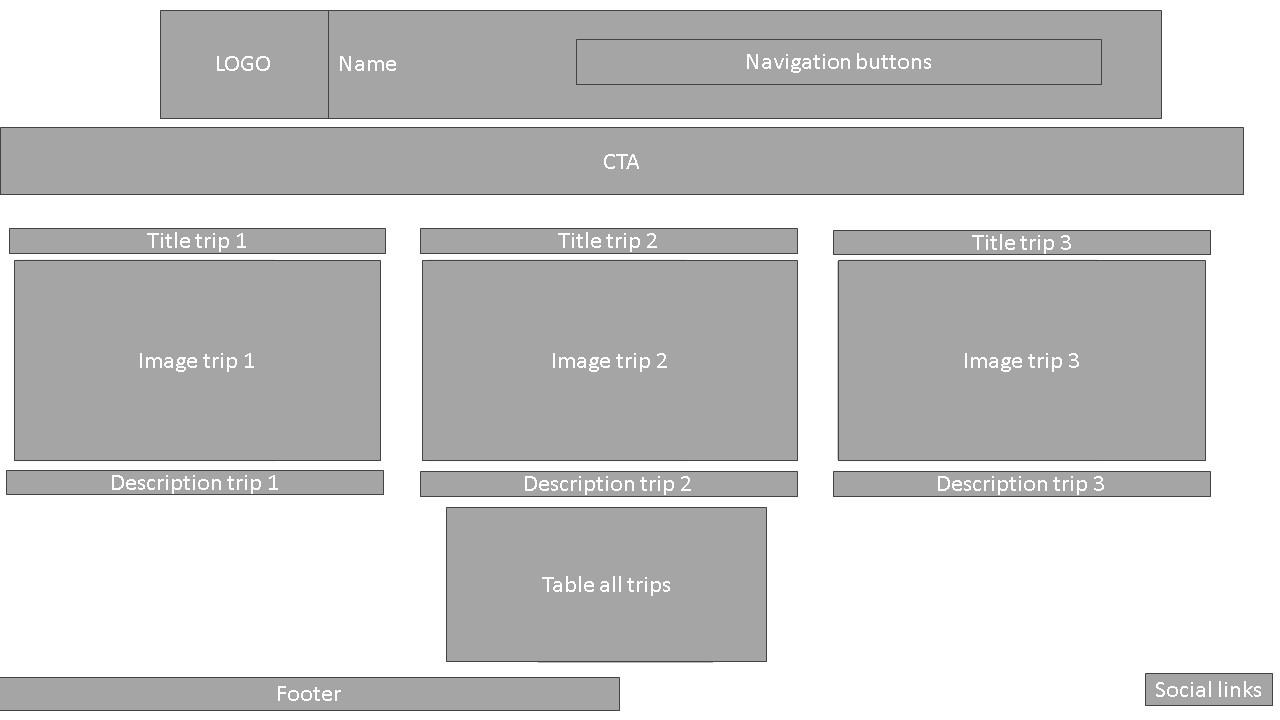 LOGO
Name
Navigation buttons
CTA
Title trip 1
Title trip 2
Title trip 3
Image trip 1
Image trip 2
Image trip 3
Description trip 1
Description trip 2
Description trip 3
Table all trips
Footer
Social links